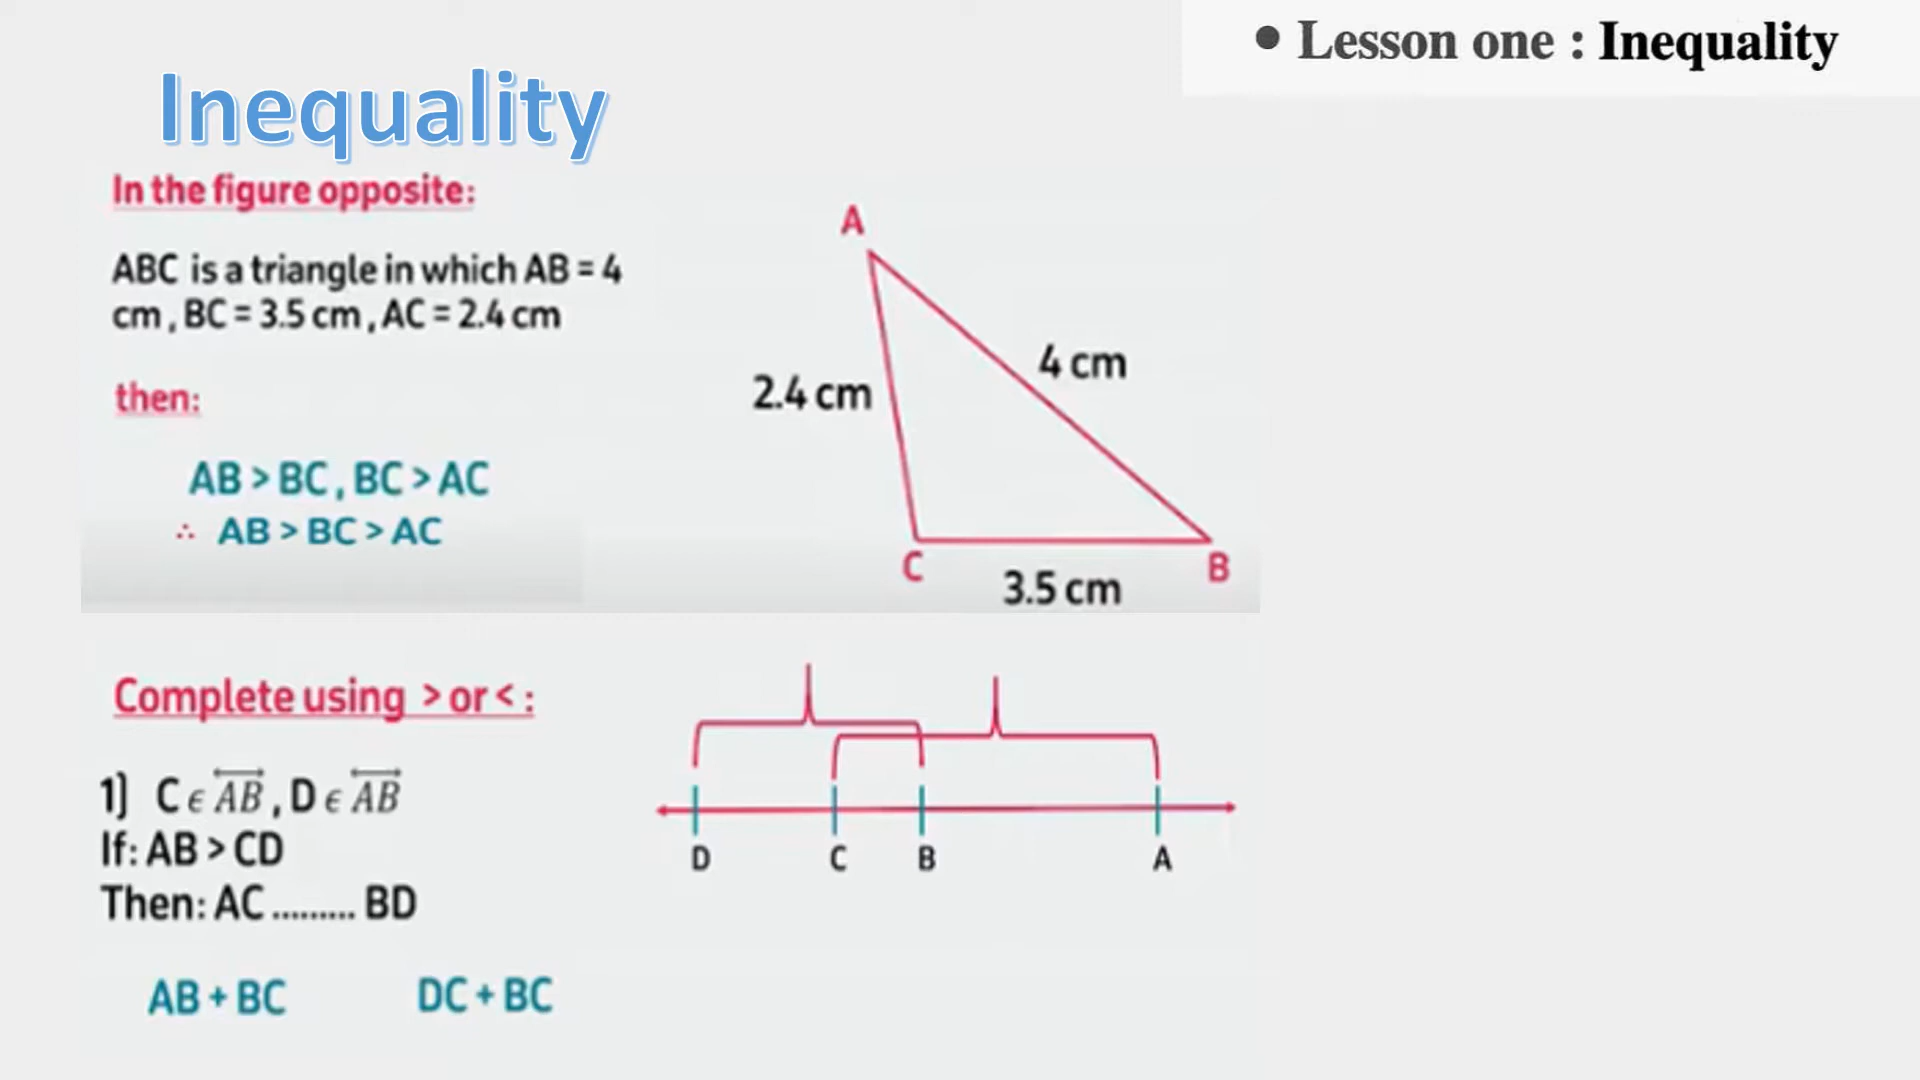 • Lesson one : Inequality
Inequality
In the figure opposite:
ABC is a triangle in which AB = 4
cm , BC = 3.5 cm , AC = 2.4 cm
then:
AB > BC , BC > AC
∴ AB > BC > AC
A
4 cm
2.4 cm
C
B
3.5 cm
Complete using > or < :
1) C ϵ \overleftrightarrow{AB} , D ϵ \overleftrightarrow{AB}
If: AB > CD
Then: AC ......... BD
AB + BC DC + BC
D C B A